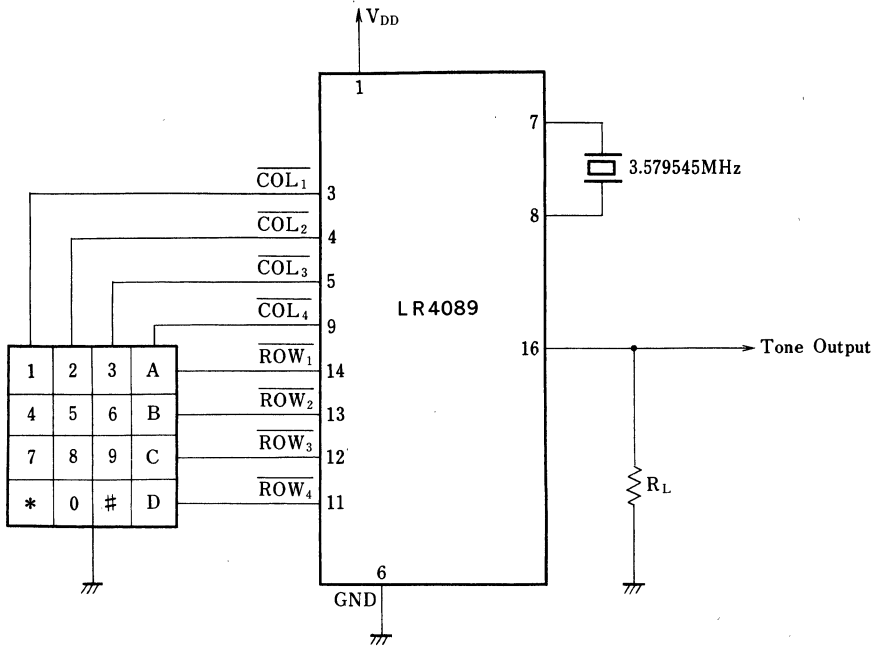 V_DD
1
7
3.579545MHz
8
COL₁
3
COL₂
4
COL₃
5
COL₄
9
LR4089
16
Tone Output
1 2 3 A
ROW₁
14
4 5 6 B
ROW₂
13
7 8 9 C
ROW₃
12
* 0 # D
ROW₄
11
R_L
6
GND